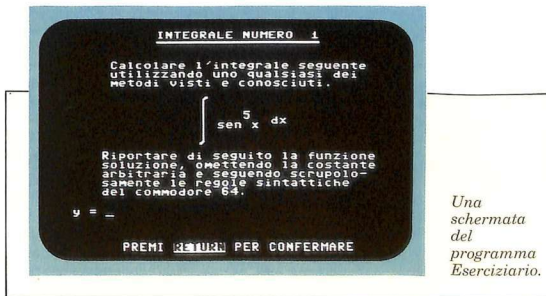 INTEGRALE NUMERO 1
Calcolare l'integrale seguente
utilizzando uno qualsiasi dei
metodi visti e conosciuti.
∫ sen⁵x dx
Riportare di seguito la funzione
soluzione, omettendo la costante
arbitraria e seguendo scrupolo-
samente le regole sintattiche
del commodore 64.
y = _
PREMI RETURN PER CONFERMARE
Una
schermata
del
programma
Eserciziario.